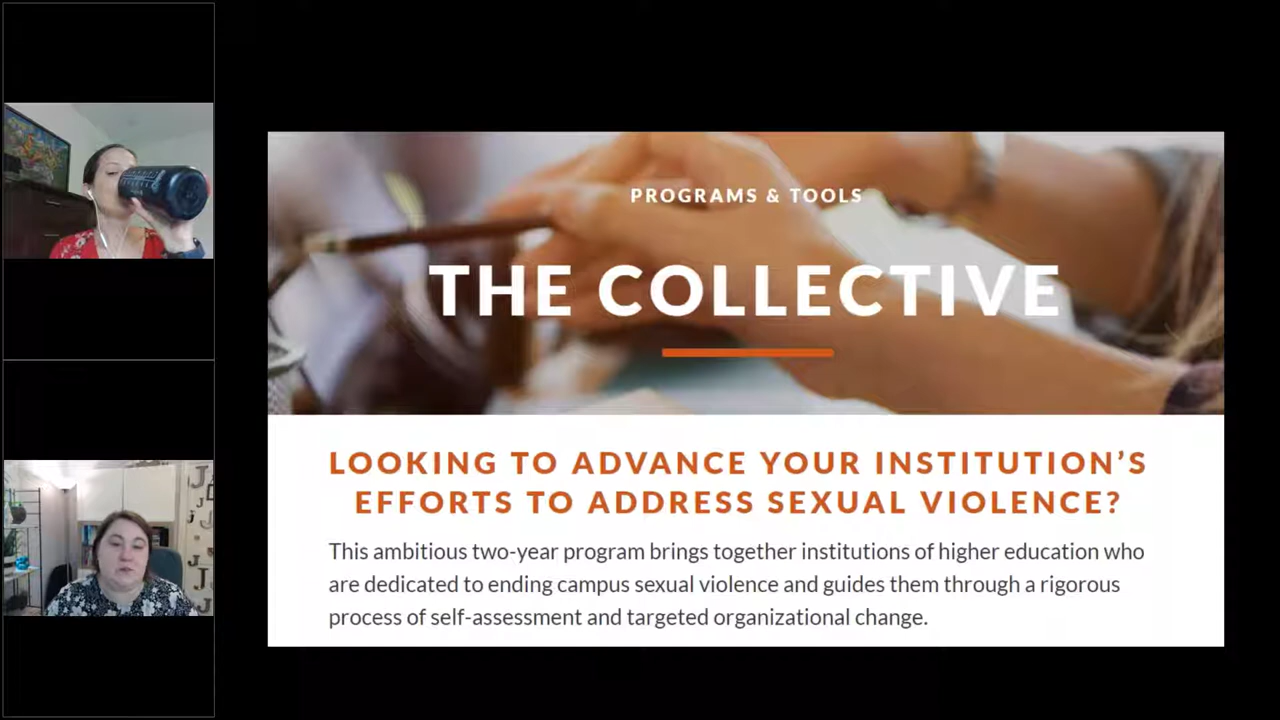 PROGRAMS & TOOLS
THE COLLECTIVE
LOOKING TO ADVANCE YOUR INSTITUTION’S
EFFORTS TO ADDRESS SEXUAL VIOLENCE?
This ambitious two-year program brings together institutions of higher education who
are dedicated to ending campus sexual violence and guides them through a rigorous
process of self-assessment and targeted organizational change.